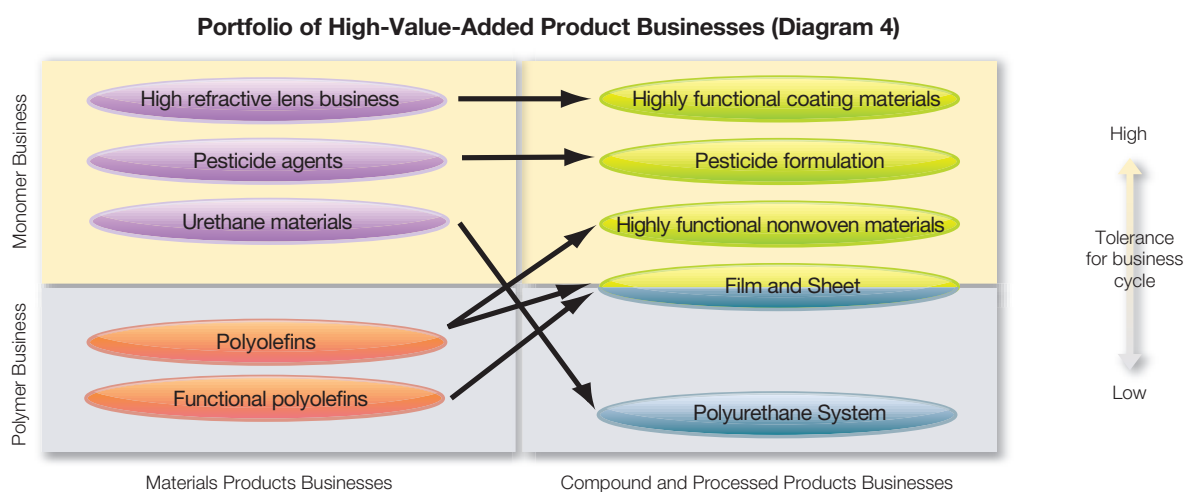 Portfolio of High-Value-Added Product Businesses (Diagram 4)
Monomer Business
High refractive lens business
Pesticide agents
Urethane materials
Highly functional coating materials
Pesticide formulation
Highly functional nonwoven materials
Film and Sheet
Polymer Business
Polyolefins
Functional polyolefins
Polyurethane System
Materials Products Businesses
Compound and Processed Products Businesses
High
Tolerance
for business
cycle
Low